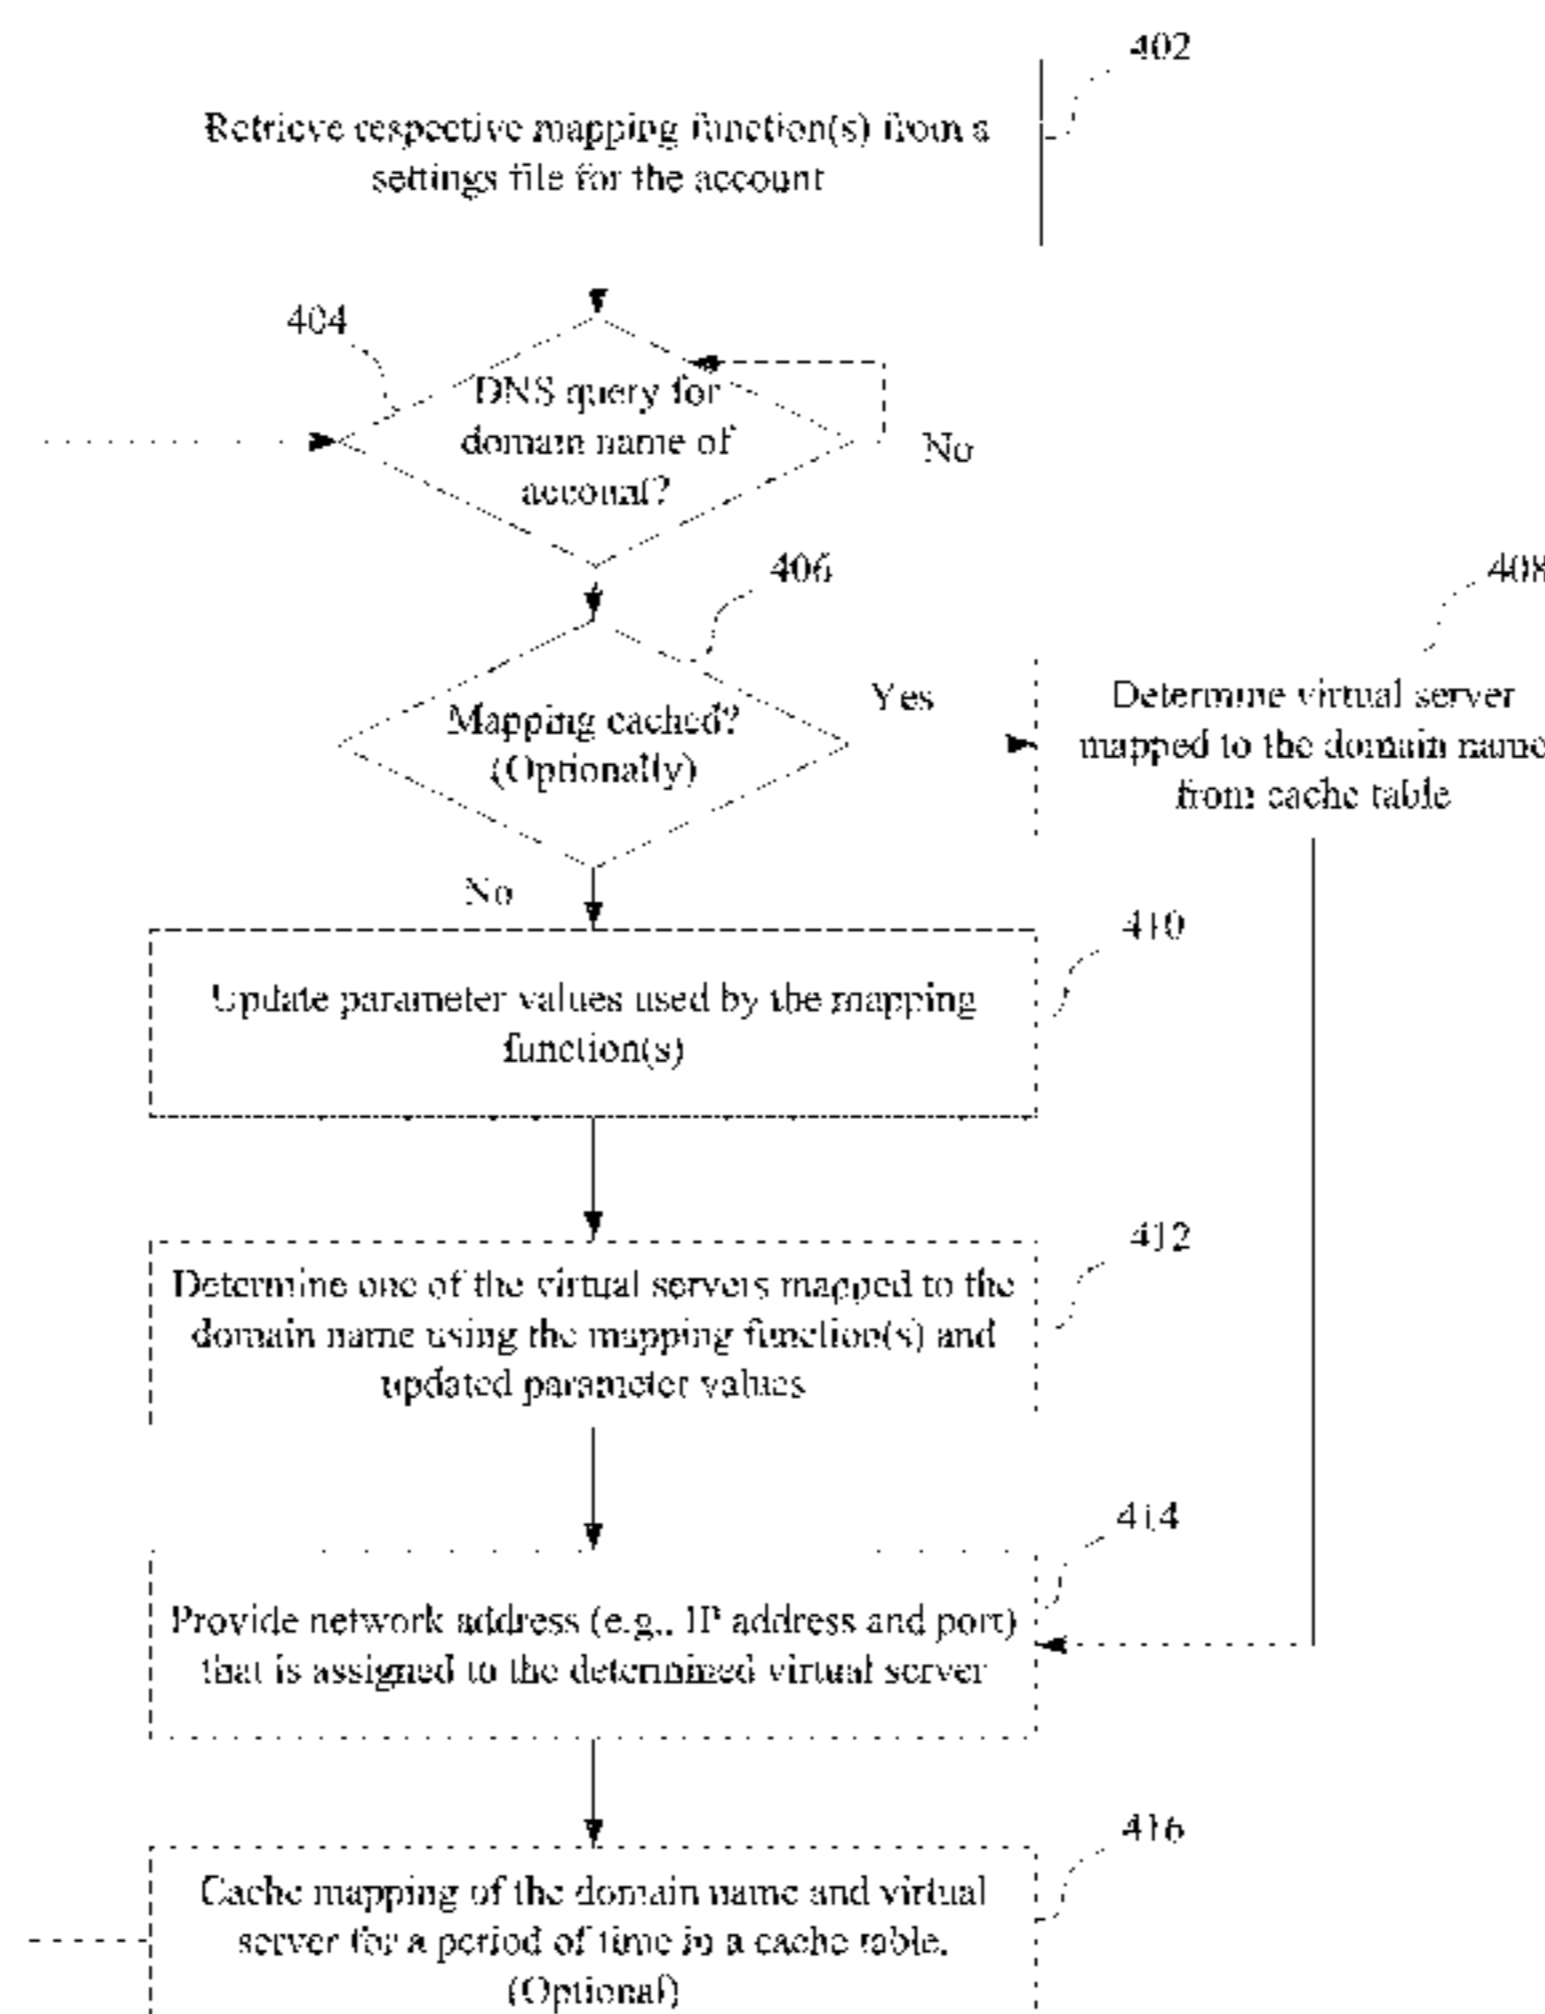 402
Retrieve respective mapping function(s) from a
settings file for the account
404
DNS query for
domain name of
account?
No
406
408
Mapping cached?
(Optionally)
Yes
Determine virtual server
mapped to the domain name
from cache table
No
410
Update parameter values used by the mapping
function(s)
412
Determine one of the virtual servers mapped to the
domain name using the mapping function(s) and
updated parameter values
414
Provide network address (e.g., IP address and port)
that is assigned to the determined virtual server
416
Cache mapping of the domain name and virtual
server for a period of time in a cache table.
(Optional)